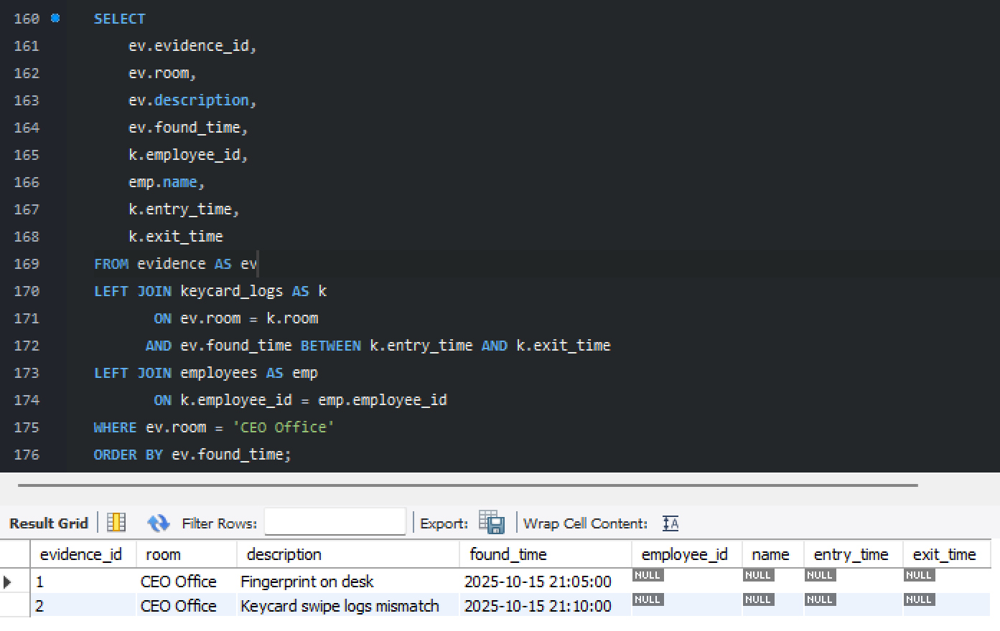 160 SELECT
161 ev.evidence_id,
162 ev.room,
163 ev.description,
164 ev.found_time,
165 k.employee_id,
166 emp.name,
167 k.entry_time,
168 k.exit_time
169 FROM evidence AS ev
170 LEFT JOIN keycard_logs AS k
171 ON ev.room = k.room
172 AND ev.found_time BETWEEN k.entry_time AND k.exit_time
173 LEFT JOIN employees AS emp
174 ON k.employee_id = emp.employee_id
175 WHERE ev.room = 'CEO Office'
176 ORDER BY ev.found_time;
Result Grid Filter Rows: Export: Wrap Cell Content: IA
evidence_id room description found_time employee_id name entry_time exit_time
1 CEO Office Fingerprint on desk 2025-10-15 21:05:00 NULL NULL NULL NULL
2 CEO Office Keycard swipe logs mismatch 2025-10-15 21:10:00 NULL NULL NULL NULL